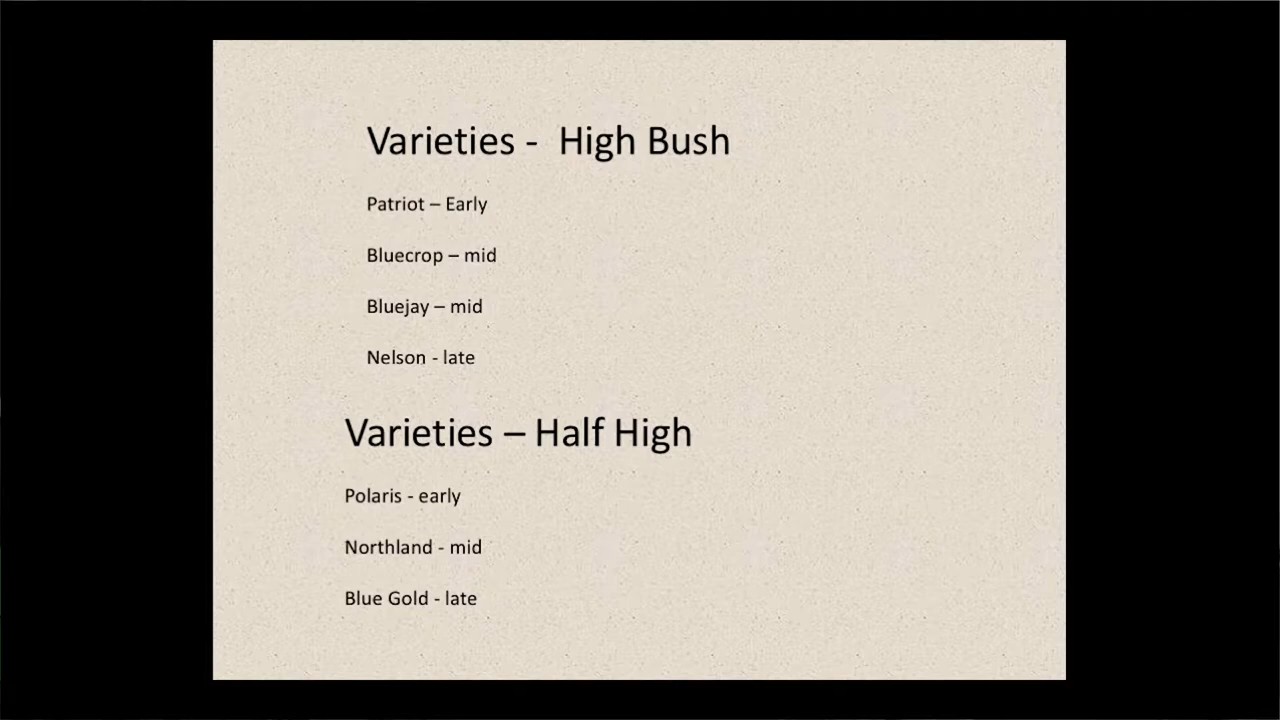 Varieties -  High Bush
Patriot – Early
Bluecrop – mid
Bluejay – mid
Nelson - late
Varieties – Half High
Polaris - early
Northland - mid
Blue Gold - late